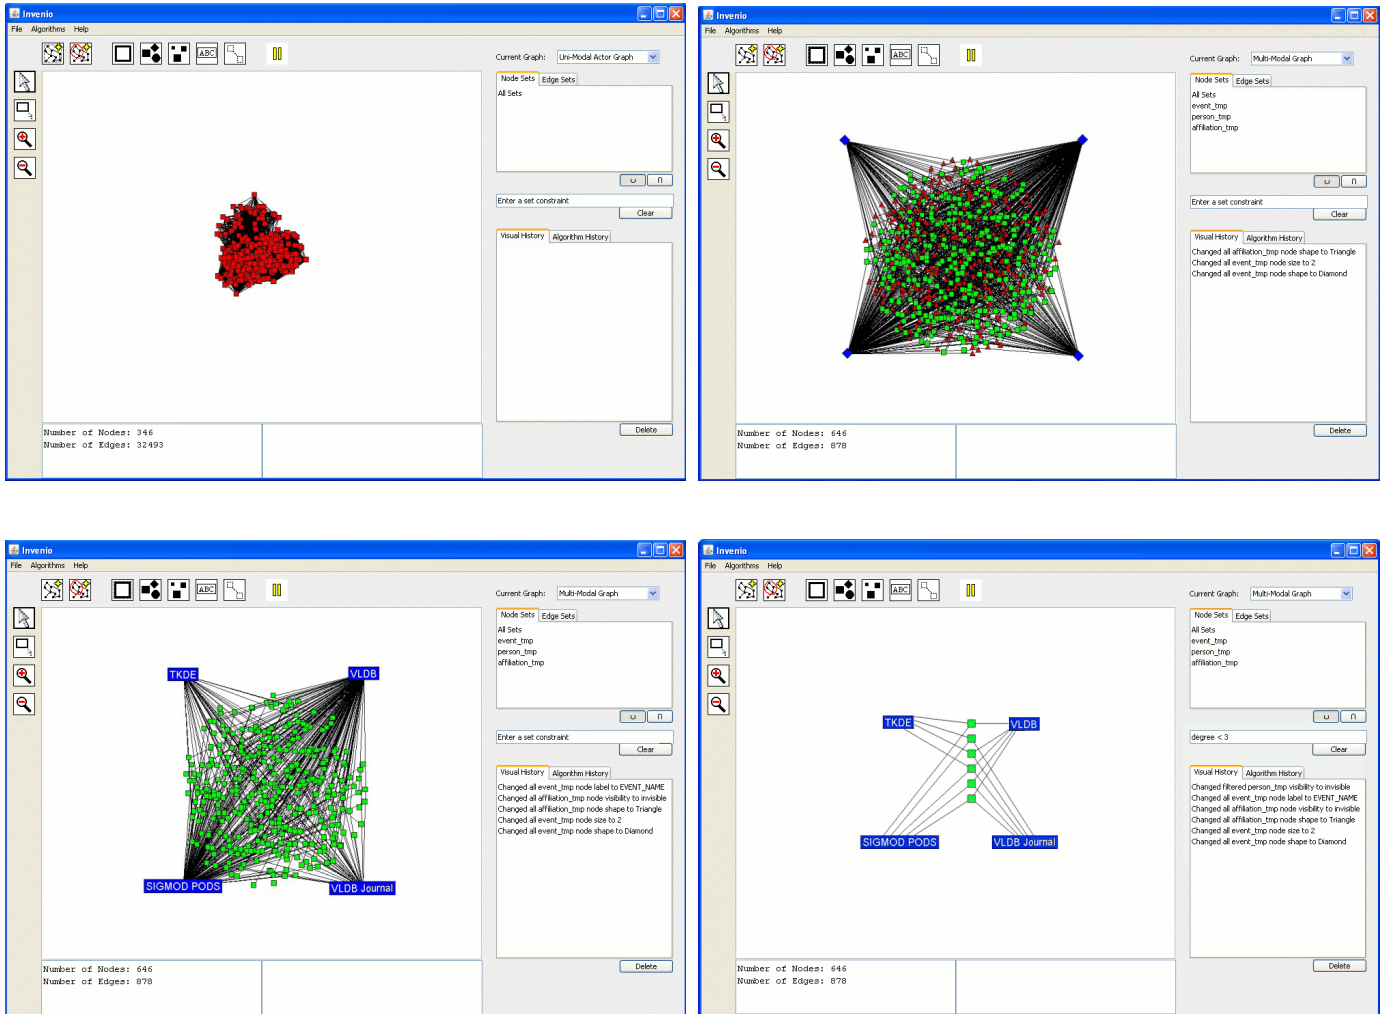 Invenio
File Algorithms Help
ABC
Current Graph: Uni-Modal Actor Graph
Node Sets Edge Sets
All Sets
∪ ∩
Enter a set constraint
Clear
Visual History Algorithm History
Number of Nodes: 346
Number of Edges: 32493
Delete
Invenio
File Algorithms Help
ABC
Current Graph: Multi-Modal Graph
Node Sets Edge Sets
All Sets
event_tmp
person_tmp
affiliation_tmp
∪ ∩
Enter a set constraint
Clear
Visual History Algorithm History
Changed all affiliation_tmp node shape to Triangle
Changed all event_tmp node size to 2
Changed all event_tmp node shape to Diamond
Number of Nodes: 646
Number of Edges: 878
Delete
Invenio
File Algorithms Help
ABC
Current Graph: Multi-Modal Graph
Node Sets Edge Sets
All Sets
event_tmp
person_tmp
affiliation_tmp
TKDE VLDB
SIGMOD PODS VLDB Journal
∪ ∩
Enter a set constraint
Clear
Visual History Algorithm History
Changed all event_tmp node label to EVENT_NAME
Changed all affiliation_tmp node visibility to invisible
Changed all affiliation_tmp node shape to Triangle
Changed all event_tmp node size to 2
Changed all event_tmp node shape to Diamond
Number of Nodes: 646
Number of Edges: 878
Delete
Invenio
File Algorithms Help
ABC
Current Graph: Multi-Modal Graph
Node Sets Edge Sets
All Sets
event_tmp
person_tmp
affiliation_tmp
TKDE VLDB
SIGMOD PODS VLDB Journal
∪ ∩
degree < 3
Clear
Visual History Algorithm History
Changed filtered person_tmp visibility to invisible
Changed all event_tmp node label to EVENT_NAME
Changed all affiliation_tmp node visibility to invisible
Changed all affiliation_tmp node shape to Triangle
Changed all event_tmp node size to 2
Changed all event_tmp node shape to Diamond
Number of Nodes: 646
Number of Edges: 878
Delete